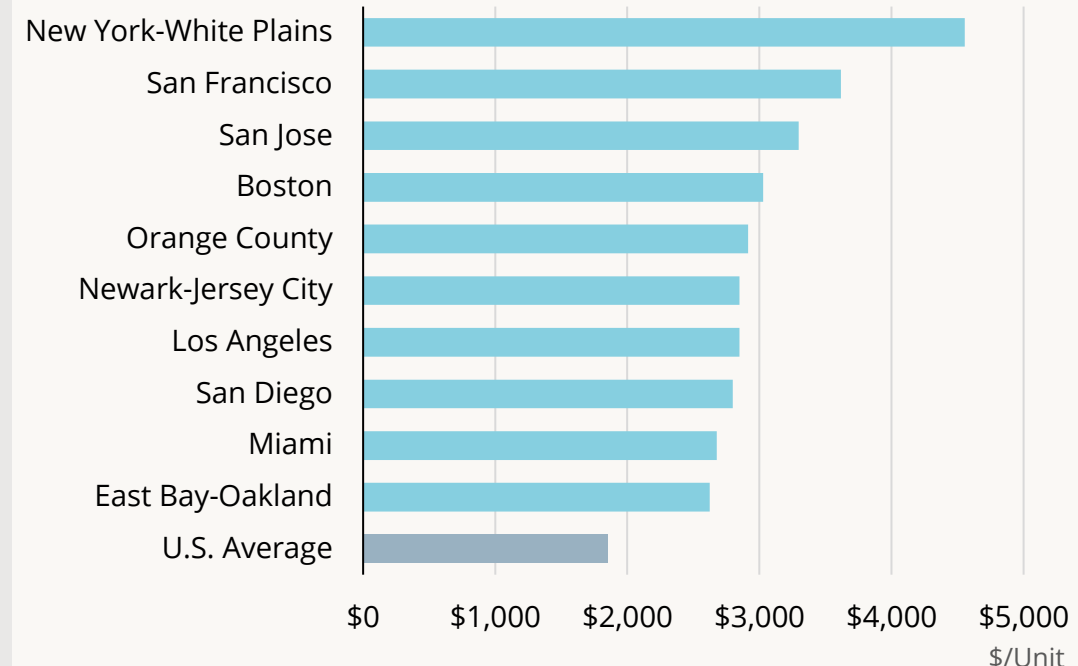 New York-White Plains
San Francisco
San Jose
Boston
Orange County
Newark-Jersey City
Los Angeles
San Diego
Miami
East Bay-Oakland
U.S. Average
$0 $1,000 $2,000 $3,000 $4,000 $5,000
$/Unit